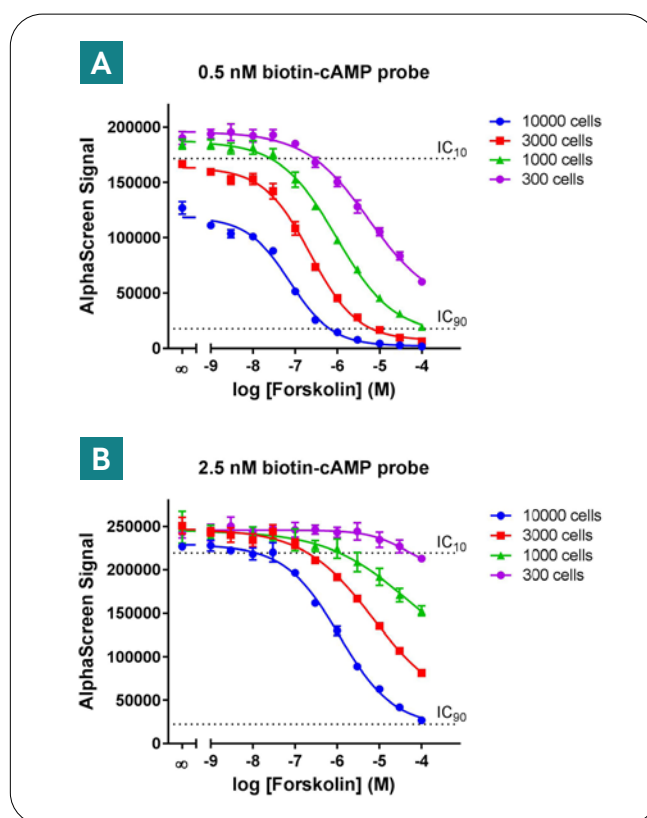 A
0.5 nM biotin-cAMP probe
AlphaScreen Signal
200000
150000
100000
50000
0
IC10
IC90
∞
-9 -8 -7 -6 -5 -4
log [Forskolin] (M)
10000 cells
3000 cells
1000 cells
300 cells
B
2.5 nM biotin-cAMP probe
AlphaScreen Signal
250000
200000
150000
100000
50000
0
IC10
IC90
∞
-9 -8 -7 -6 -5 -4
log [Forskolin] (M)
10000 cells
3000 cells
1000 cells
300 cells